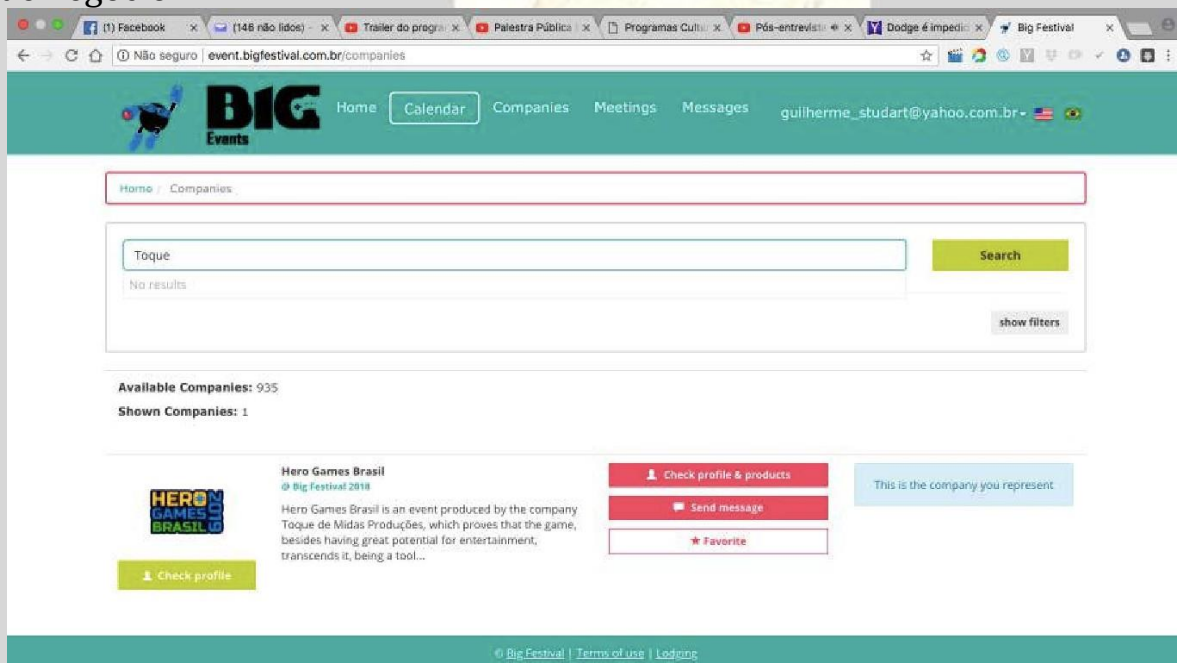 (1) Facebook
(146 não lidos) -
Trailer do progra
Palestra Pública
Programas Cultu
Pós-entrevista
Dodge é impedid
Big Festival
Não seguro | event.bigfestival.com.br/companies
BIG
Events
Home
Calendar
Companies
Meetings
Messages
guilherme_studart@yahoo.com.br
Home / Companies
Toque
Search
No results
show filters
Available Companies: 935
Shown Companies: 1
HERO
GAMES
BRASIL
Check profile
Hero Games Brasil
@ Big Festival 2018
Hero Games Brasil is an event produced by the company
Toque de Midas Produções, which proves that the game,
besides having great potential for entertainment,
transcends it, being a tool...
Check profile & products
Send message
Favorite
This is the company you represent
© Big Festival | Terms of use | Lodging